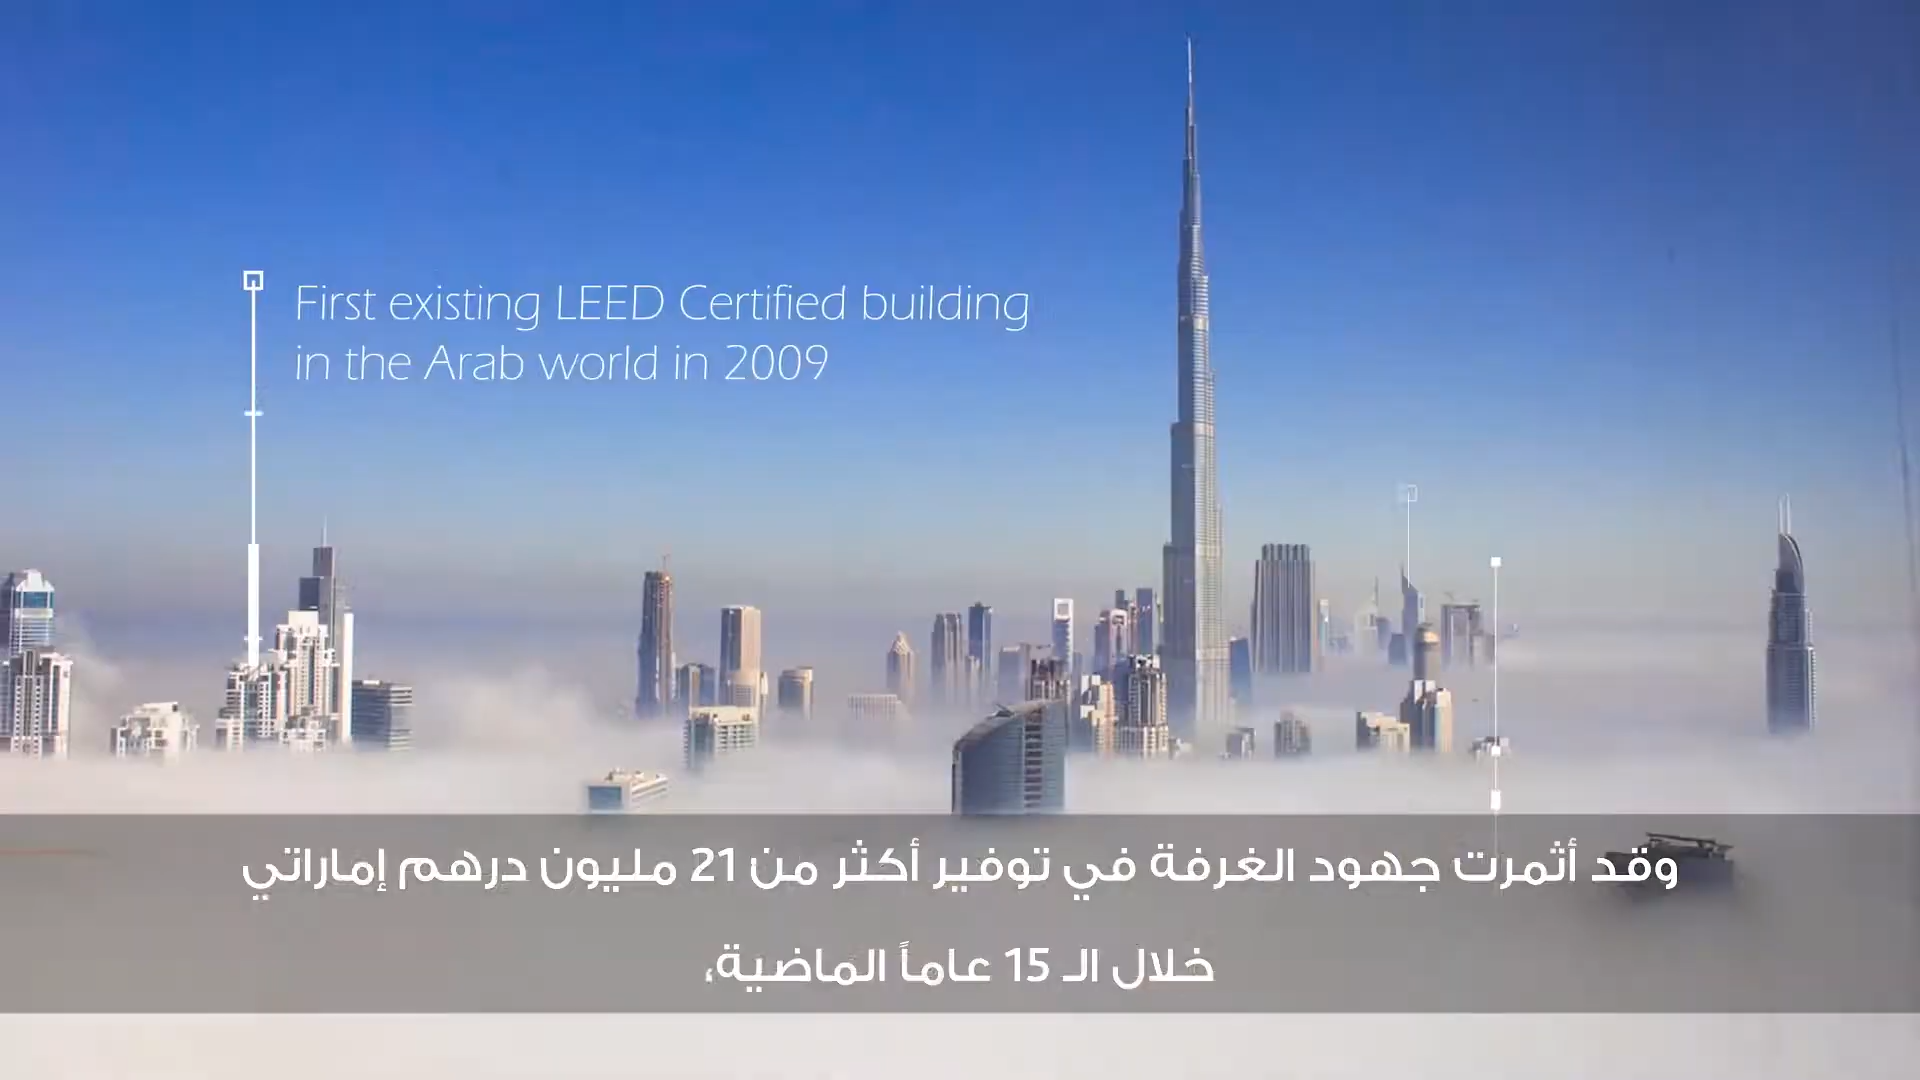 First existing LEED Certified building
in the Arab world in 2009
وقد أثمرت جهود الغرفة في توفير أكثر من 21 مليون درهم إماراتي
خلال الـ 15 عاماً الماضية،